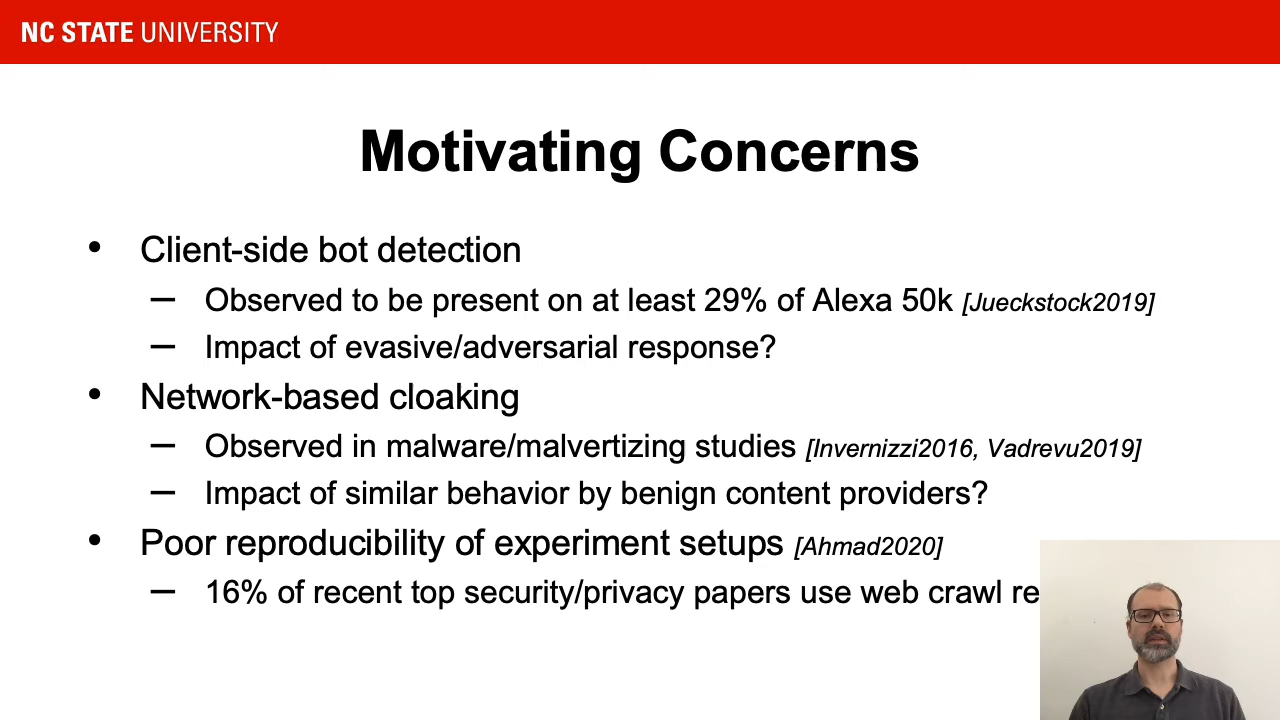 NC STATE UNIVERSITY
Motivating Concerns
• Client-side bot detection
— Observed to be present on at least 29% of Alexa 50k [Jueckstock2019]
— Impact of evasive/adversarial response?
• Network-based cloaking
— Observed in malware/malvertizing studies [Invernizzi2016, Vadrevu2019]
— Impact of similar behavior by benign content providers?
• Poor reproducibility of experiment setups [Ahmad2020]
— 16% of recent top security/privacy papers use web crawl